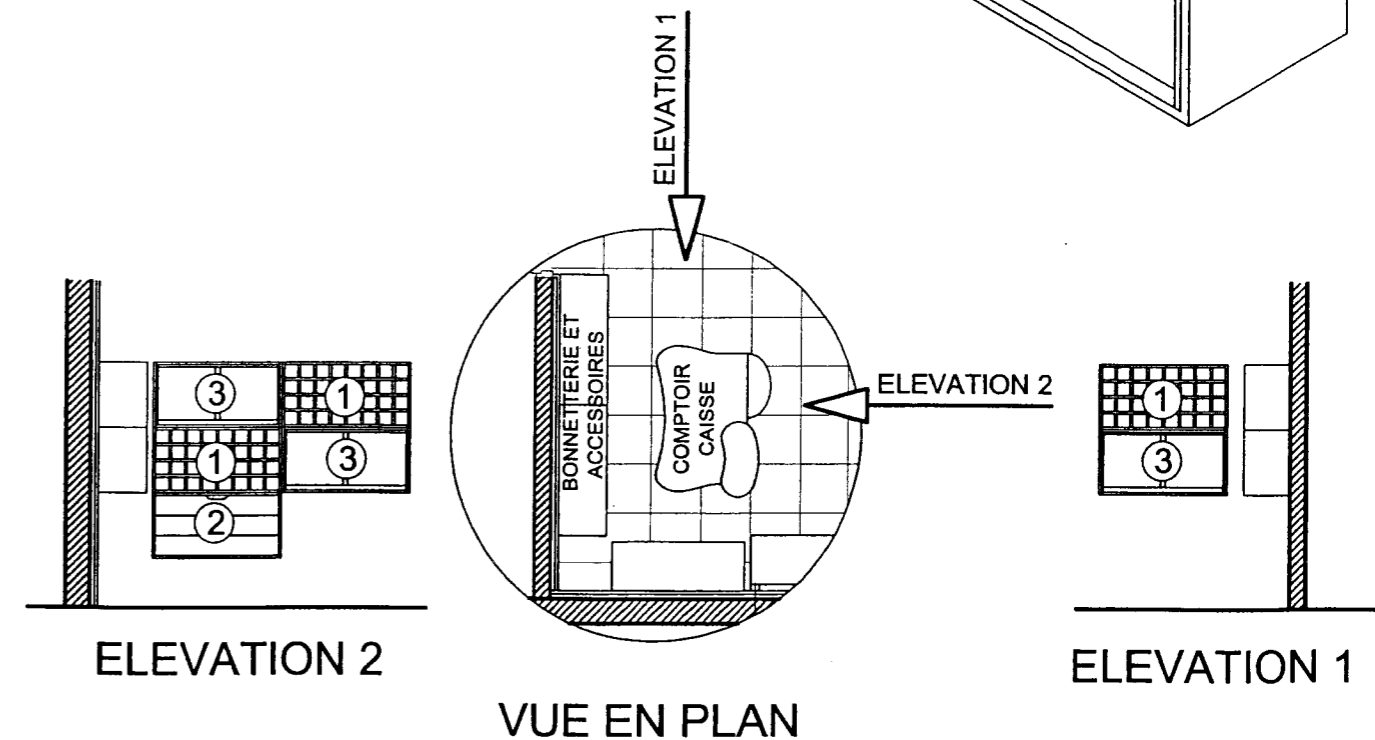 ELEVATION 1
BONNETTERIE ET
ACCESSOIRES
COMPTOIR
CAISSE
ELEVATION 2
3
1
1
3
2
1
3
ELEVATION 2
VUE EN PLAN
ELEVATION 1